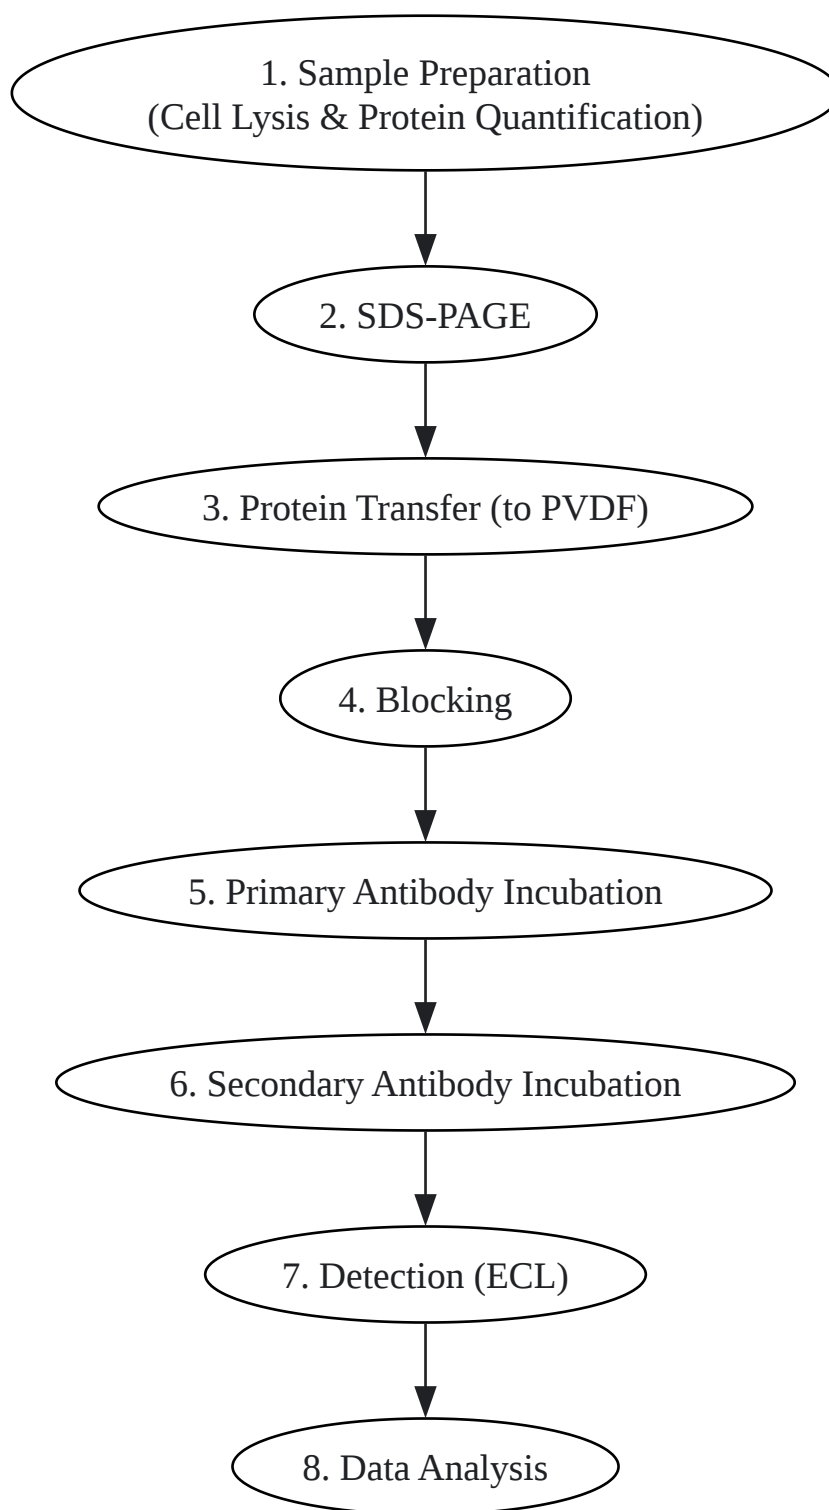 1. Sample Preparation
(Cell Lysis & Protein Quantification)
2. SDS-PAGE
3. Protein Transfer (to PVDF)
4. Blocking
5. Primary Antibody Incubation
6. Secondary Antibody Incubation
7. Detection (ECL)
8. Data Analysis